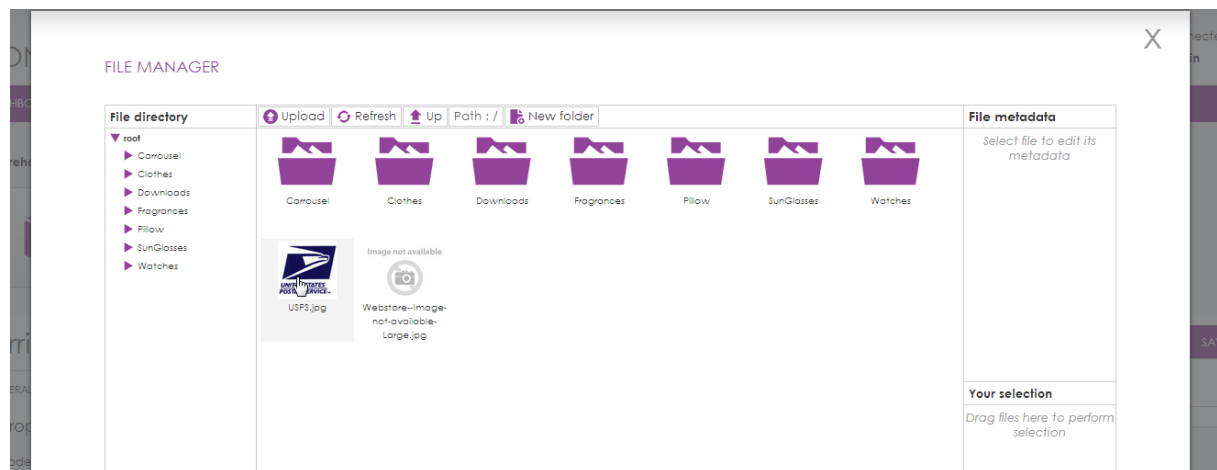 X
FILE MANAGER
File directory
Upload
Refresh
Up
Path : /
New folder
File metadata
root
Carrousel
Clothes
Downloads
Fragrances
Pillow
SunGlasses
Watches
Carrousel
Clothes
Downloads
Fragrances
Pillow
SunGlasses
Watches
Select file to edit its
metadata
Image not available
USPS.jpg
Webstore--Image-
not-available-
Large.jpg
Your selection
Drag files here to perform
selection